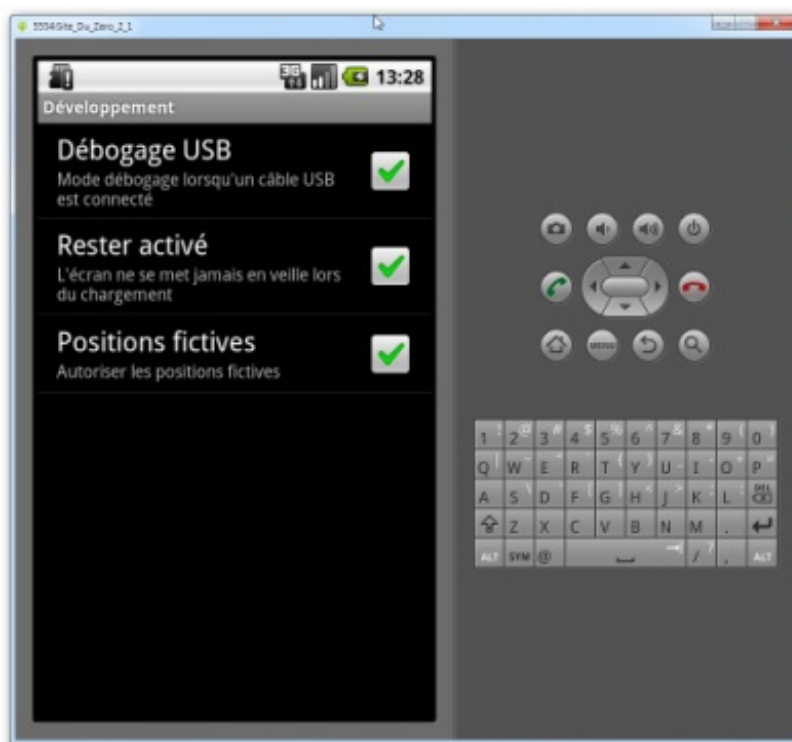 5554:Site_Du_Zero_2_1
3G
13:28
Développement
Débogage USB
Mode débogage lorsqu'un câble USB
est connecté
Rester activé
L'écran ne se met jamais en veille lors
du chargement
Positions fictives
Autoriser les positions fictives
MENU
1 ! 2 @ 3 # 4 $ 5 % 6 ^ 7 & 8 * 9 ( 0 )
Q | W ~ E " R ` T { Y } U _ I - O + P =
A S \ D ' F [ G ] H < J > K ; L : DEL
Z X C V B N M .
ALT SYM @ / ? , ALT